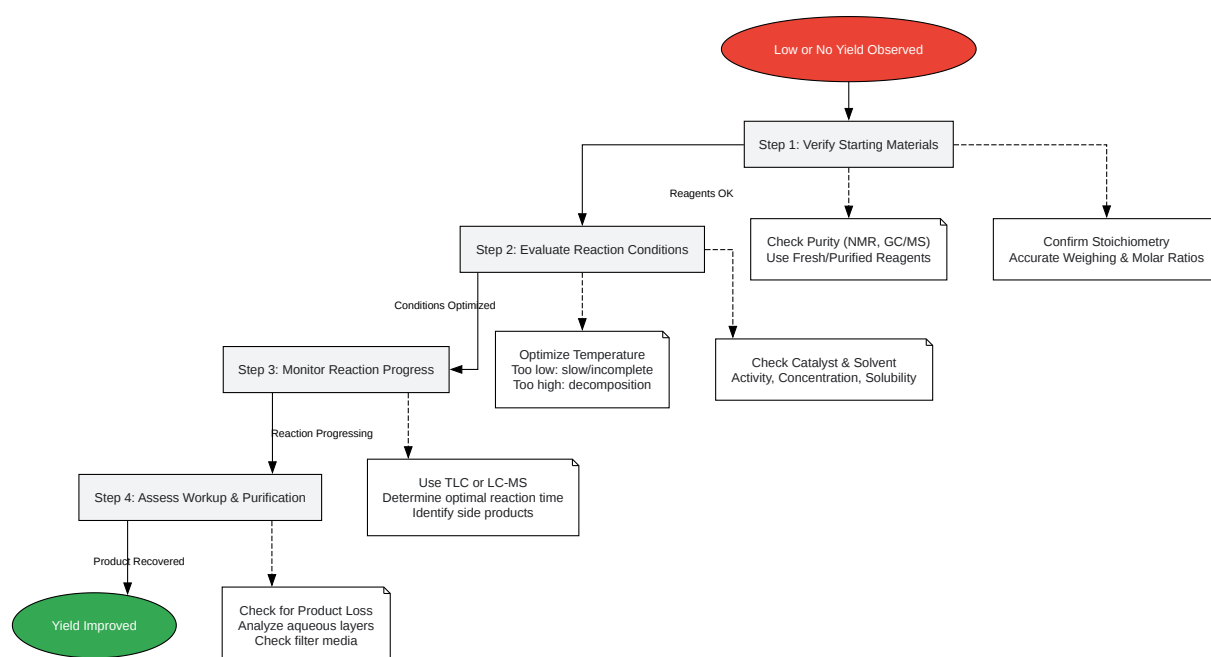 Low or No Yield Observed
Step 1: Verify Starting Materials
Reagents OK
Check Purity (NMR, GC/MS)
Use Fresh/Purified Reagents
Confirm Stoichiometry
Accurate Weighing & Molar Ratios
Step 2: Evaluate Reaction Conditions
Conditions Optimized
Optimize Temperature
Too low: slow/incomplete
Too high: decomposition
Check Catalyst & Solvent
Activity, Concentration, Solubility
Step 3: Monitor Reaction Progress
Reaction Progressing
Use TLC or LC-MS
Determine optimal reaction time
Identify side products
Step 4: Assess Workup & Purification
Product Recovered
Check for Product Loss
Analyze aqueous layers
Check filter media
Yield Improved